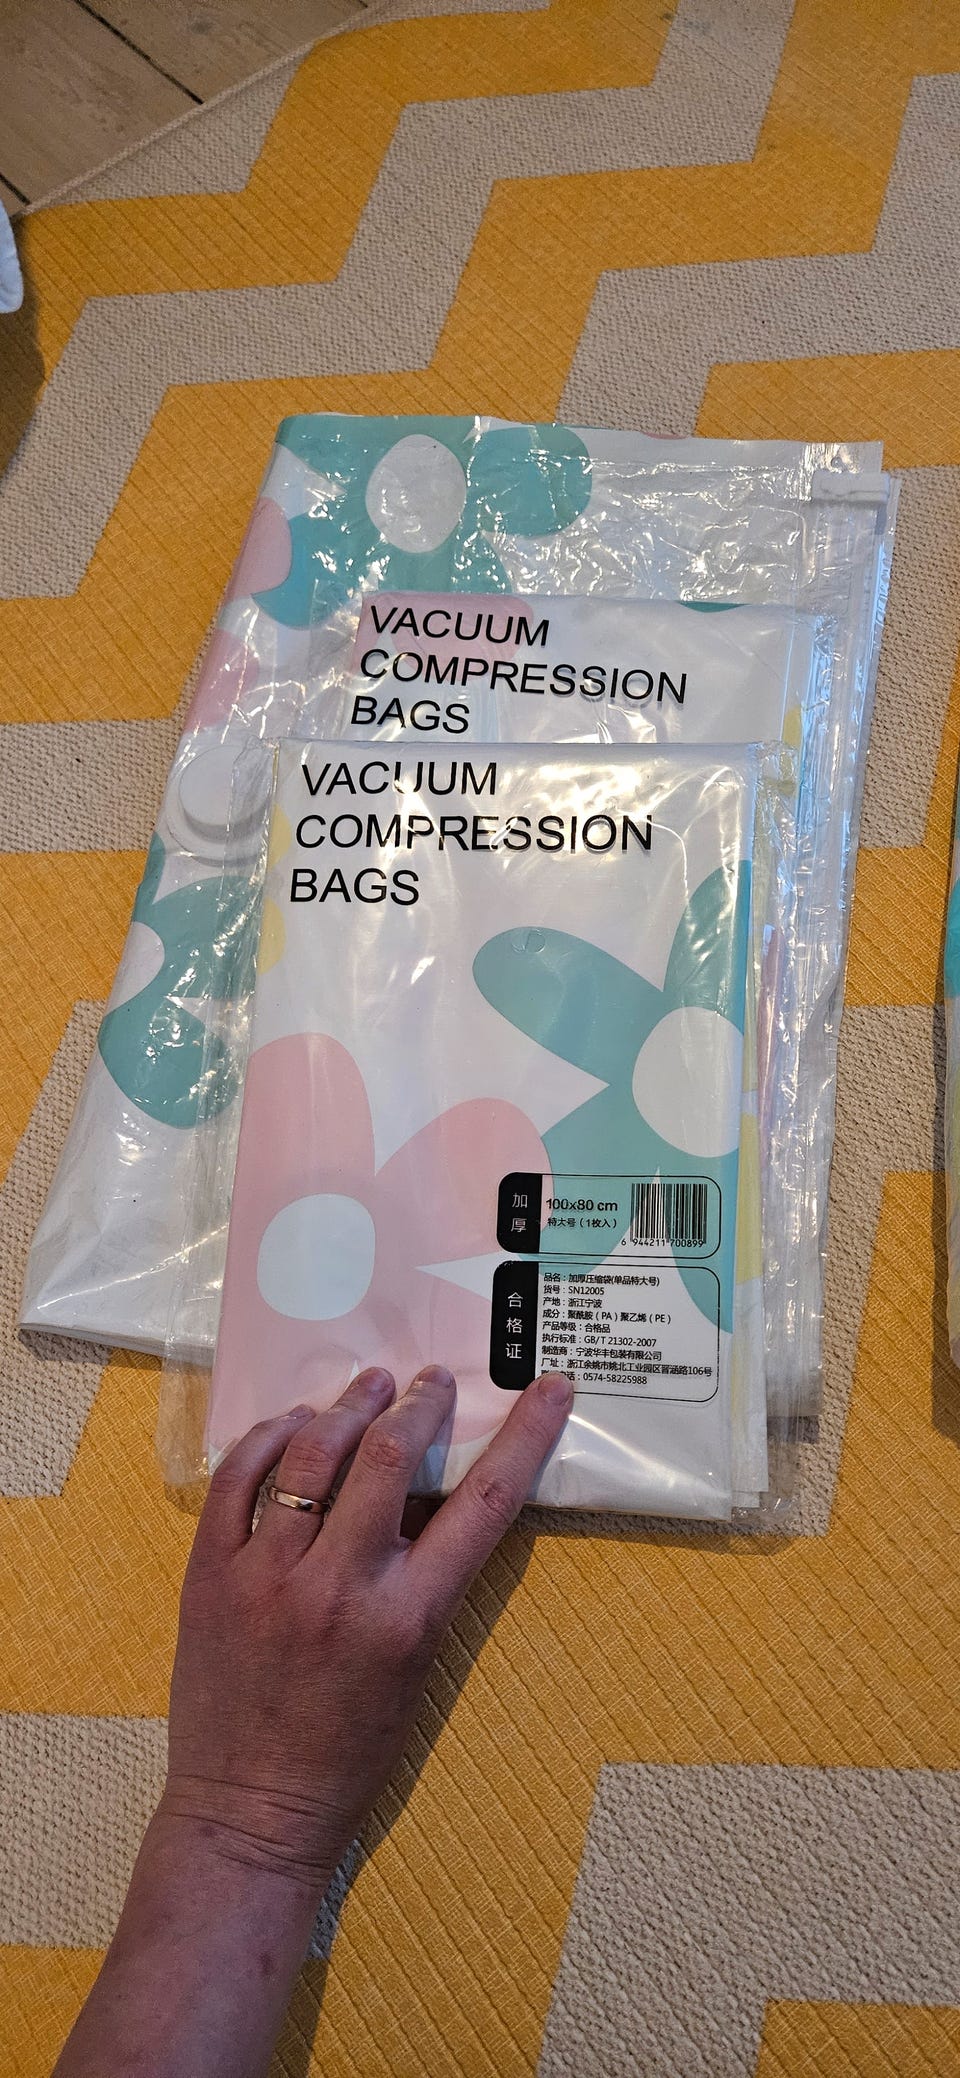 VACUUM
COMPRESSION
BAGS
VACUUM
COMPRESSION
BAGS
加厚
100x80 cm
特大号（1枚入）
6 944211 700899
合格证
品名：加厚压缩袋(单品特大号)
货号：SN12005
产地：浙江宁波
成分：聚酰胺（PA）聚乙烯（PE）
产品等级：合格品
执行标准：GB/T 21302-2007
制造商：宁波华丰包装有限公司
厂址：浙江余姚市姚北工业园区晋涵路106号
话：0574-58225988